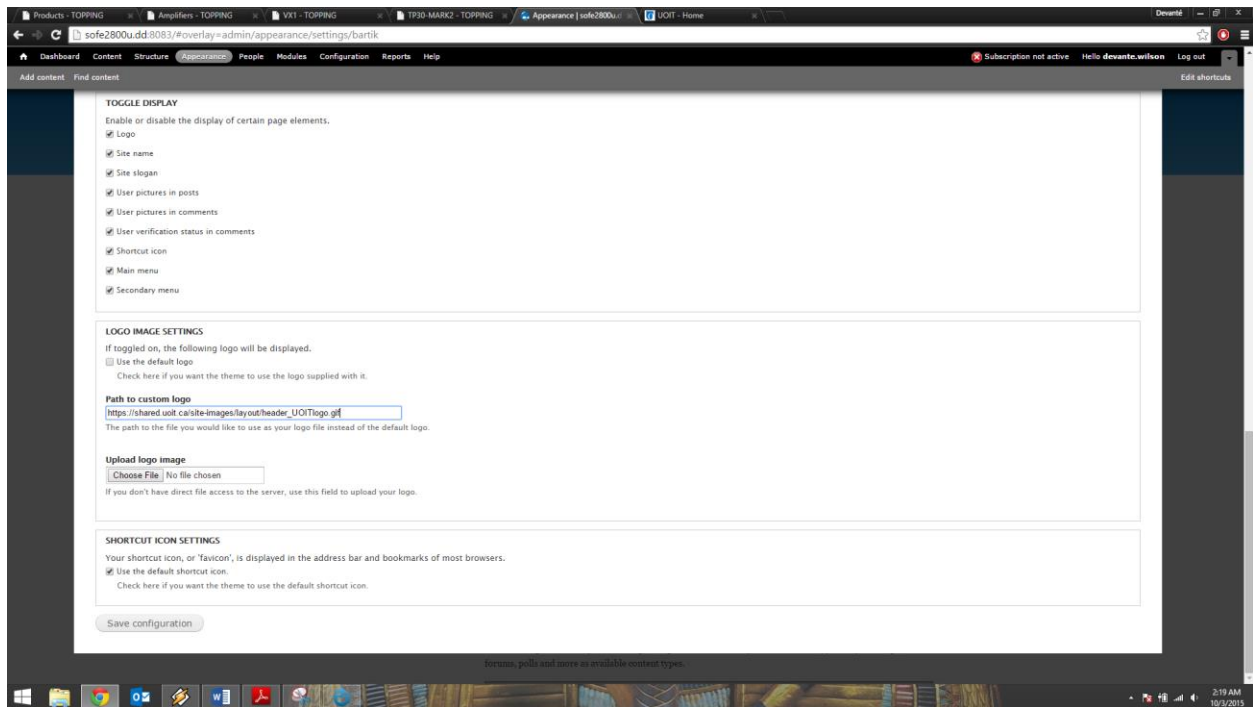 Products - TOPPING
Amplifiers - TOPPING
VX1 - TOPPING
TP30-MARK2 - TOPPING
Appearance | sofe2800u.d
UOIT - Home
Devanté
sofe2800u.dd:8083/#overlay=admin/appearance/settings/bartik
Dashboard Content Structure Appearance People Modules Configuration Reports Help
Subscription not active Hello devante.wilson Log out
Add content Find content
Edit shortcuts
TOGGLE DISPLAY
Enable or disable the display of certain page elements.
Logo
Site name
Site slogan
User pictures in posts
User pictures in comments
User verification status in comments
Shortcut icon
Main menu
Secondary menu
LOGO IMAGE SETTINGS
If toggled on, the following logo will be displayed.
Use the default logo
Check here if you want the theme to use the logo supplied with it.
Path to custom logo
https://shared.uoit.ca/site-images/layout/header_UOITlogo.gif
The path to the file you would like to use as your logo file instead of the default logo.
Upload logo image
Choose File No file chosen
If you don't have direct file access to the server, use this field to upload your logo.
SHORTCUT ICON SETTINGS
Your shortcut icon, or 'favicon', is displayed in the address bar and bookmarks of most browsers.
Use the default shortcut icon.
Check here if you want the theme to use the default shortcut icon.
Save configuration
forums, polls and more as available content types.
2:19 AM
10/3/2015